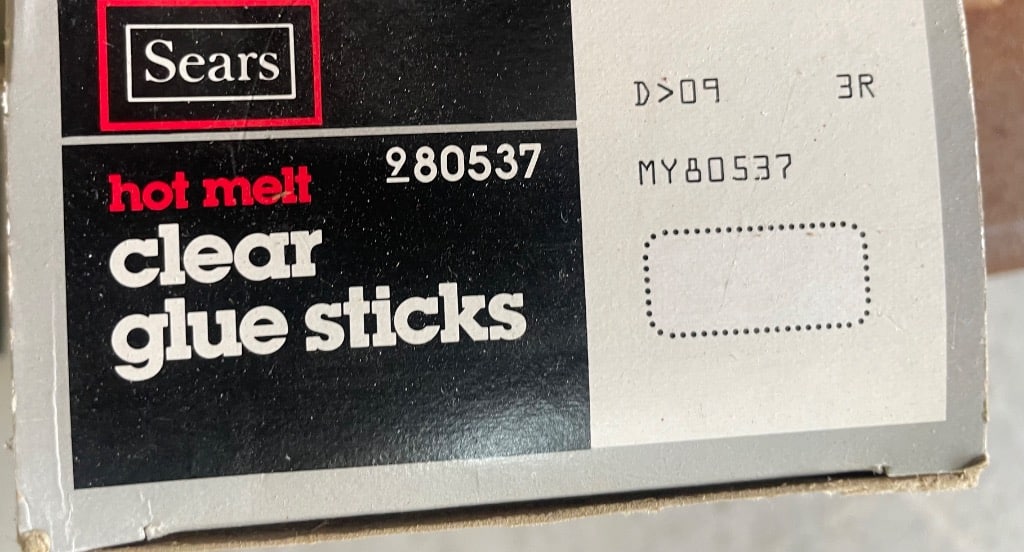 Sears
980537
hot melt
clear
glue sticks
D>09 3R
MY80537